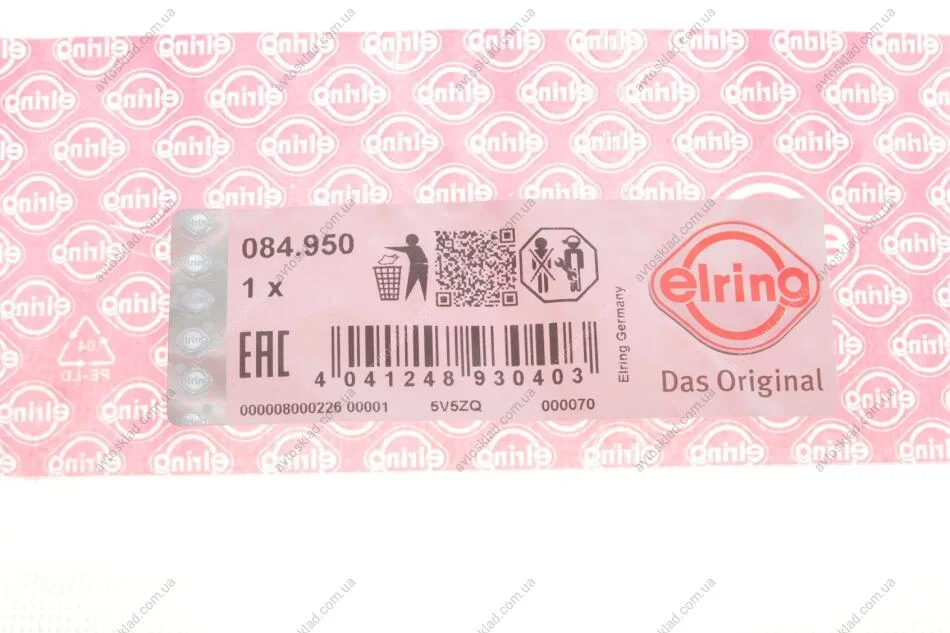 084.950
1 x
EAC
4 041248 930403
000008000226 00001 5V5ZQ 000070
Elring Germany
elring
Das Original
04
PE-LD
avtosklad.com.ua